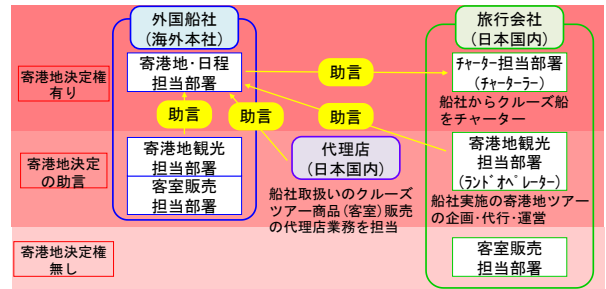 外国船社
(海外本社)
旅行会社
(日本国内)
寄港地決定権
有り
寄港地・日程
担当部署
助言
チャーター担当部署
(チャーターラー)
船社からクルーズ船
をチャーター
助言
助言
助言
寄港地決定
の助言
寄港地観光
担当部署
客室販売
担当部署
代理店
(日本国内)
船社取扱いのクルーズ
ツアー商品(客室)販売
の代理店業務を担当
寄港地観光
担当部署
(ランドオペレーター)
船社実施の寄港地ツアー
の企画・代行・運営
寄港地決定権
無し
客室販売
担当部署